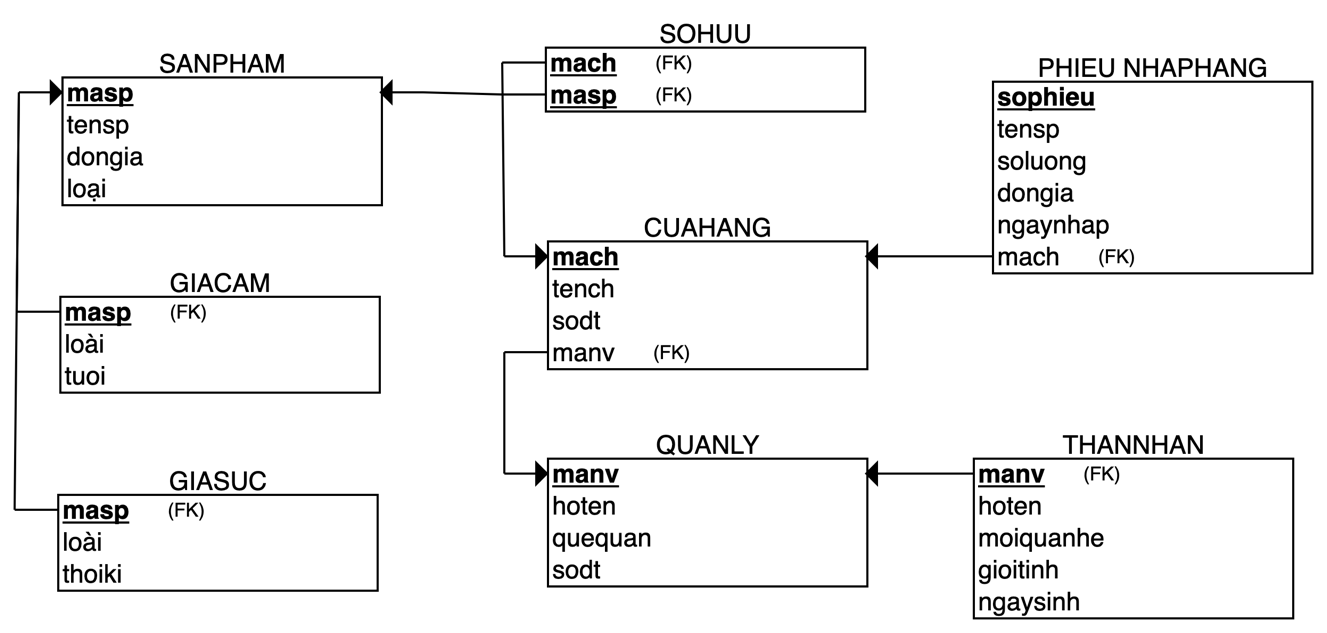 SANPHAM
masp
tensp
dongia
loại
GIACAM
masp (FK)
loài
tuoi
GIASUC
masp (FK)
loài
thoiki
SOHUU
mach (FK)
masp (FK)
CUAHANG
mach
tench
sodt
manv (FK)
QUANLY
manv
hoten
quequan
sodt
PHIEU NHAPHANG
sophieu
tensp
soluong
dongia
ngaynhap
mach (FK)
THANNHAN
manv (FK)
hoten
moiquanhe
gioitinh
ngaysinh